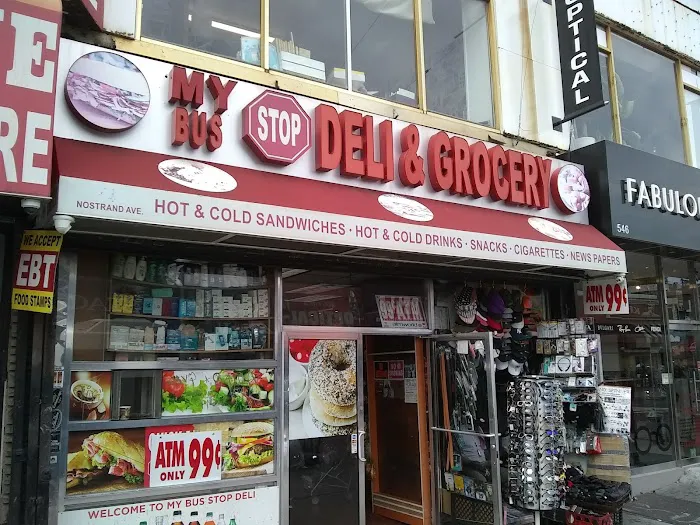 MY
BUS
STOP
DELI & GROCERY
NOSTRAND AVE.
HOT & COLD SANDWICHES · HOT & COLD DRINKS · SNACKS · CIGARETTES · NEWS PAPERS
E
RE
WE ACCEPT
EBT
FOOD STAMPS
OPTICAL
FABULO
546
ATM 99¢
ONLY
ATM 99¢
ONLY
WELCOME TO MY BUS STOP DELI